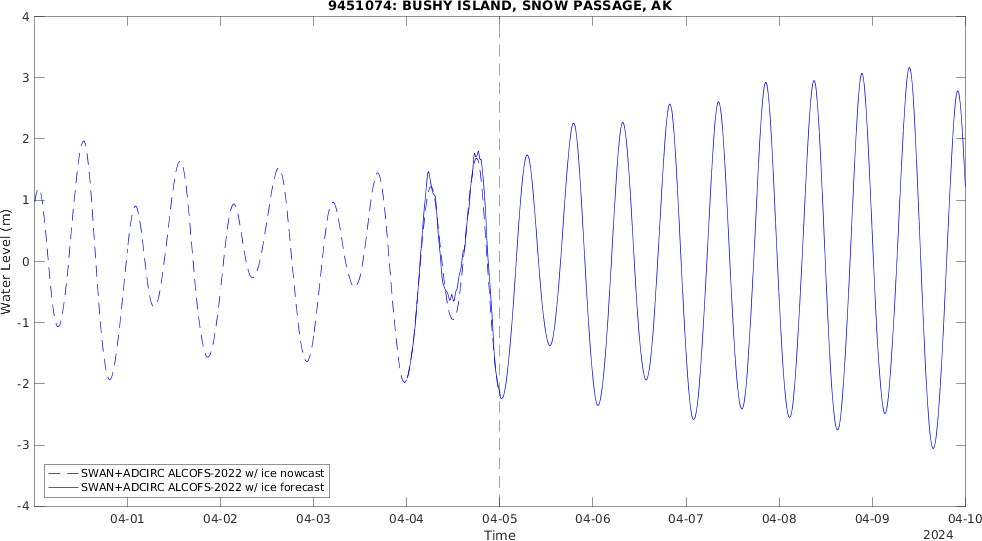 9451074: BUSHY ISLAND, SNOW PASSAGE, AK
4
3
2
1
0
-1
-2
-3
-4
Water Level (m)
SWAN+ADCIRC ALCOFS-2022 w/ ice nowcast
SWAN+ADCIRC ALCOFS-2022 w/ ice forecast
04-01 04-02 04-03 04-04 04-05 04-06 04-07 04-08 04-09 04-10
Time
2024